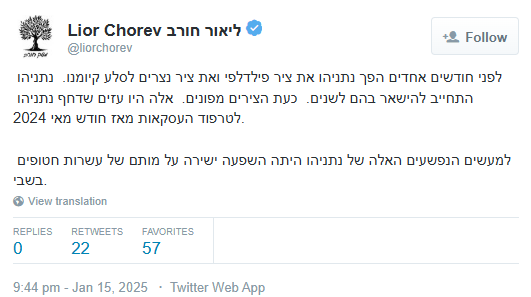 Lior Chorev ליאור חורב
@liorchorev
Follow
לפני חודשים אחדים הפך נתניהו את ציר פילדלפי ואת ציר נצרים לסלע קיומנו.  נתניהו
התחייב להישאר בהם לשנים.  כעת הצירים מפונים.  אלה היו עזים שדחף נתניהו
לטרפוד העסקאות מאז חודש מאי 2024.
למעשים הנפשעים האלה של נתניהו היתה השפעה ישירה על מותם של עשרות חטופים
בשבי.
View translation
REPLIES RETWEETS FAVORITES
0 22 57
9:44 pm - Jan 15, 2025 · Twitter Web App